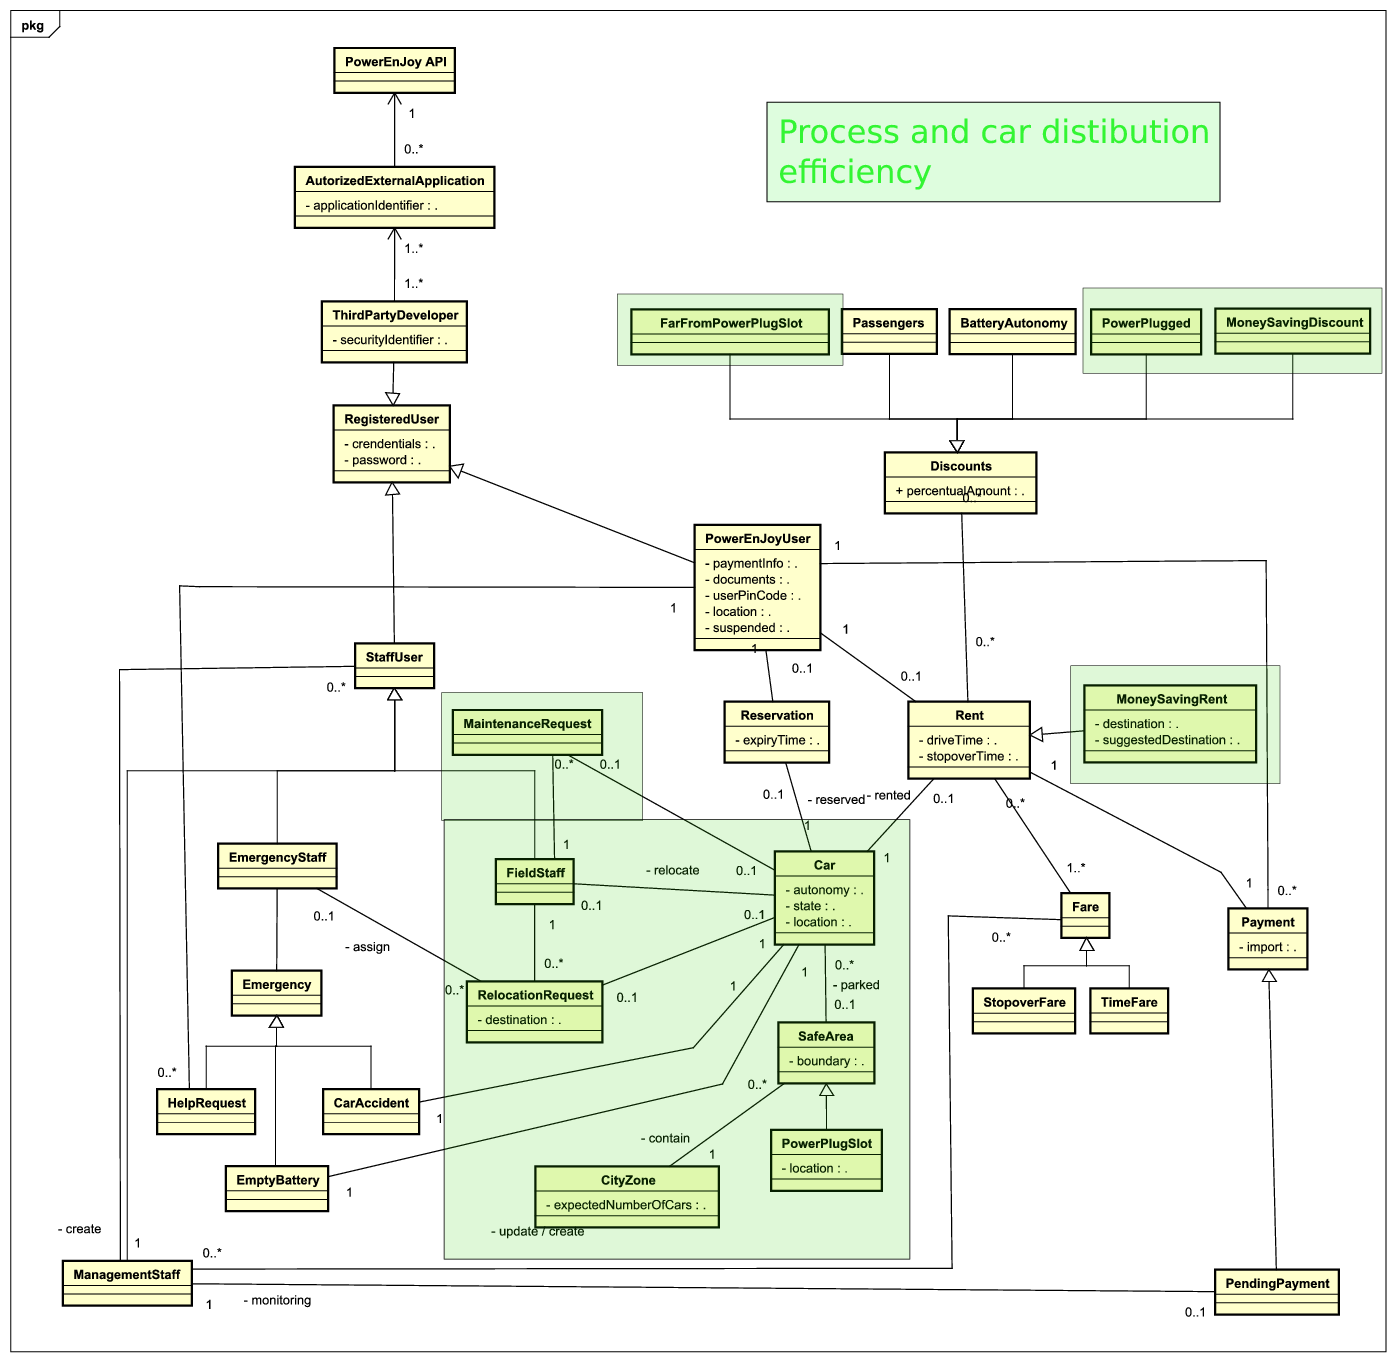 pkg
PowerEnJoy API
1
0..*
Process and car distibution
efficiency
AutorizedExternalApplication
- applicationIdentifier : .
1..*
1..*
ThirdPartyDeveloper
- securityIdentifier : .
FarFromPowerPlugSlot
Passengers
BatteryAutonomy
PowerPlugged
MoneySavingDiscount
RegisteredUser
- crendentials : .
- password : .
Discounts
+ percentualAmount : .
0..*
PowerEnJoyUser
- paymentInfo : .
- documents : .
- userPinCode : .
- location : .
- suspended : .
1
1
1
1
0..1
0..1
0..*
StaffUser
0..*
MaintenanceRequest
0..*
0..1
Reservation
- expiryTime : .
Rent
- driveTime : .
- stopoverTime : .
MoneySavingRent
- destination : .
- suggestedDestination : .
1
0..1
- reserved
- rented
0..1
0..*
1
1
1
EmergencyStaff
0..1
FieldStaff
- relocate
0..1
0..1
Car
- autonomy : .
- state : .
- location : .
1..*
1
0..*
Fare
0..*
Payment
- import : .
- assign
1
0..*
0..1
1
1
1
0..*
- parked
0..1
Emergency
0..*
RelocationRequest
- destination : .
0..1
StopoverFare
TimeFare
SafeArea
- boundary : .
0..*
0..*
HelpRequest
CarAccident
1
- contain
1
PowerPlugSlot
- location : .
EmptyBattery
1
CityZone
- expectedNumberOfCars : .
- update / create
- create
1
0..*
ManagementStaff
1
- monitoring
PendingPayment
0..1